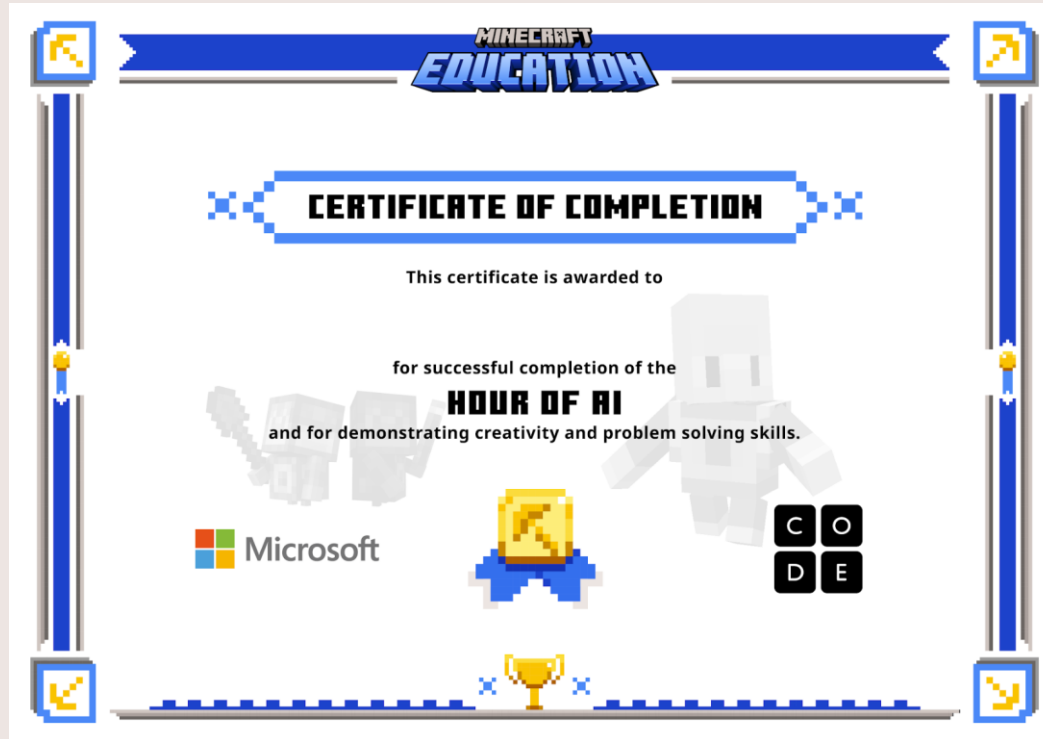 MINECRAFT
EDUCATION
CERTIFICATE OF COMPLETION
This certificate is awarded to
for successful completion of the
HOUR OF AI
and for demonstrating creativity and problem solving skills.
Microsoft
C O
D E